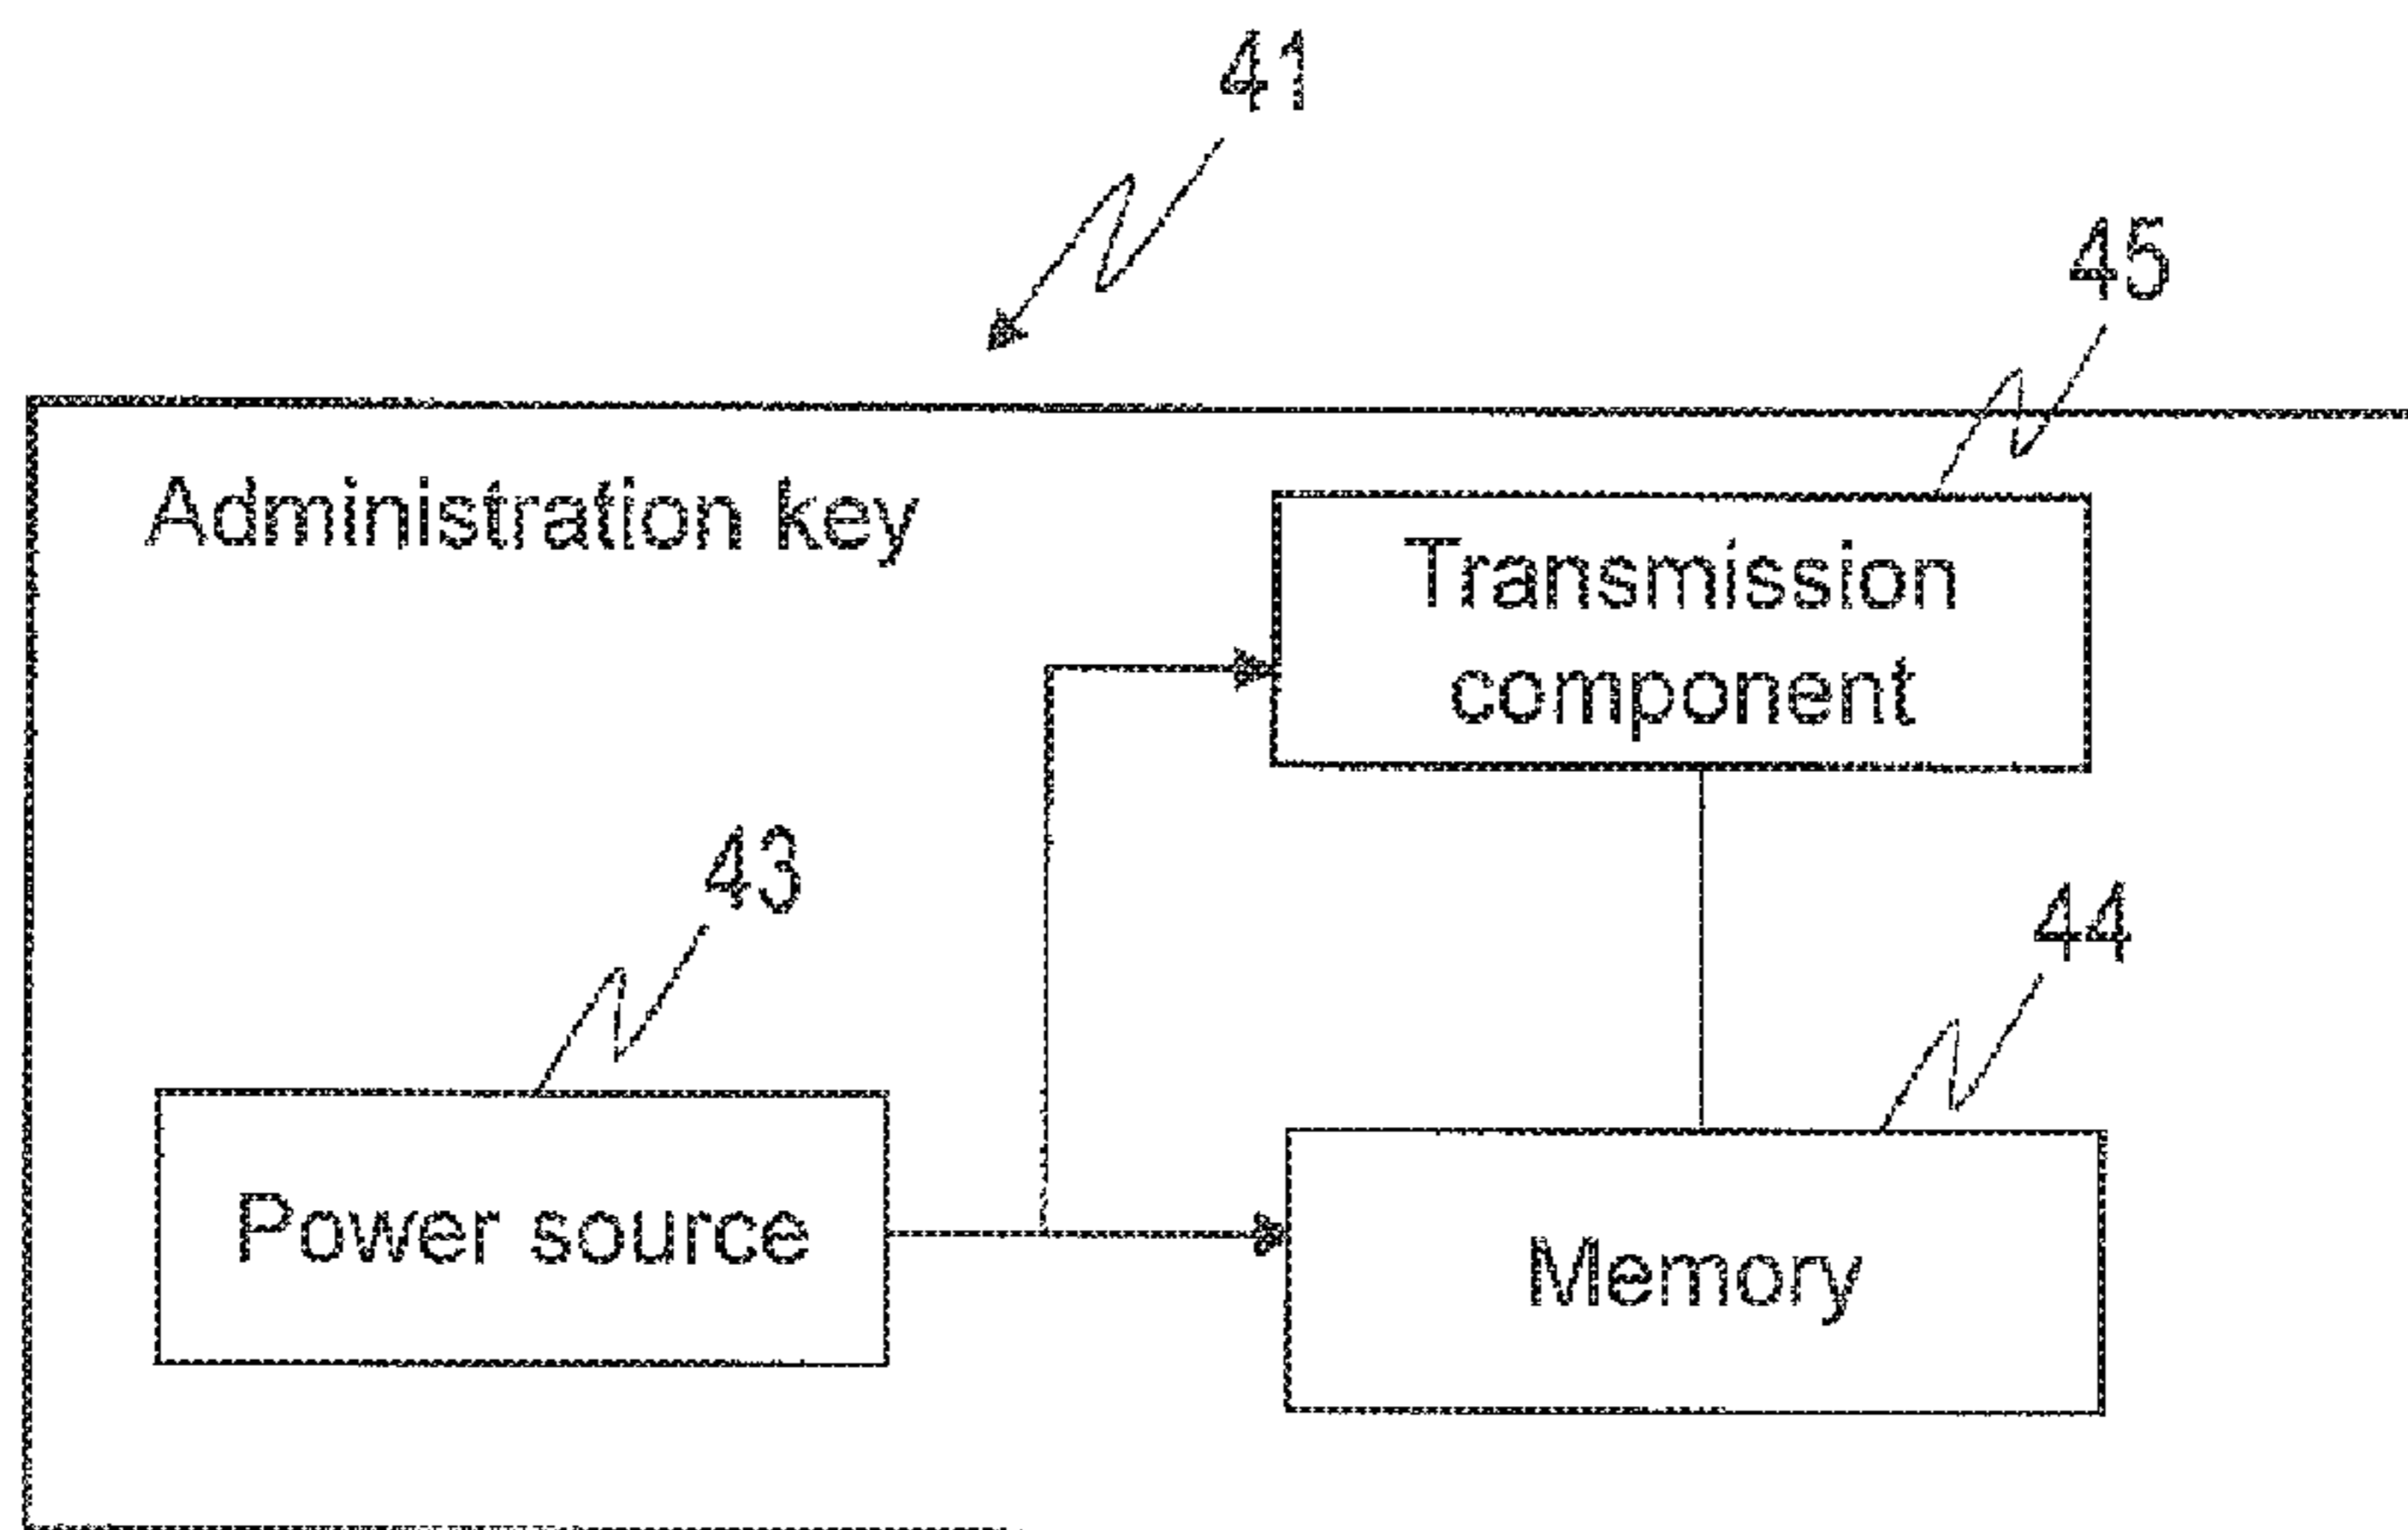 41
45
Administration key
Transmission
component
43
44
Power source
Memory